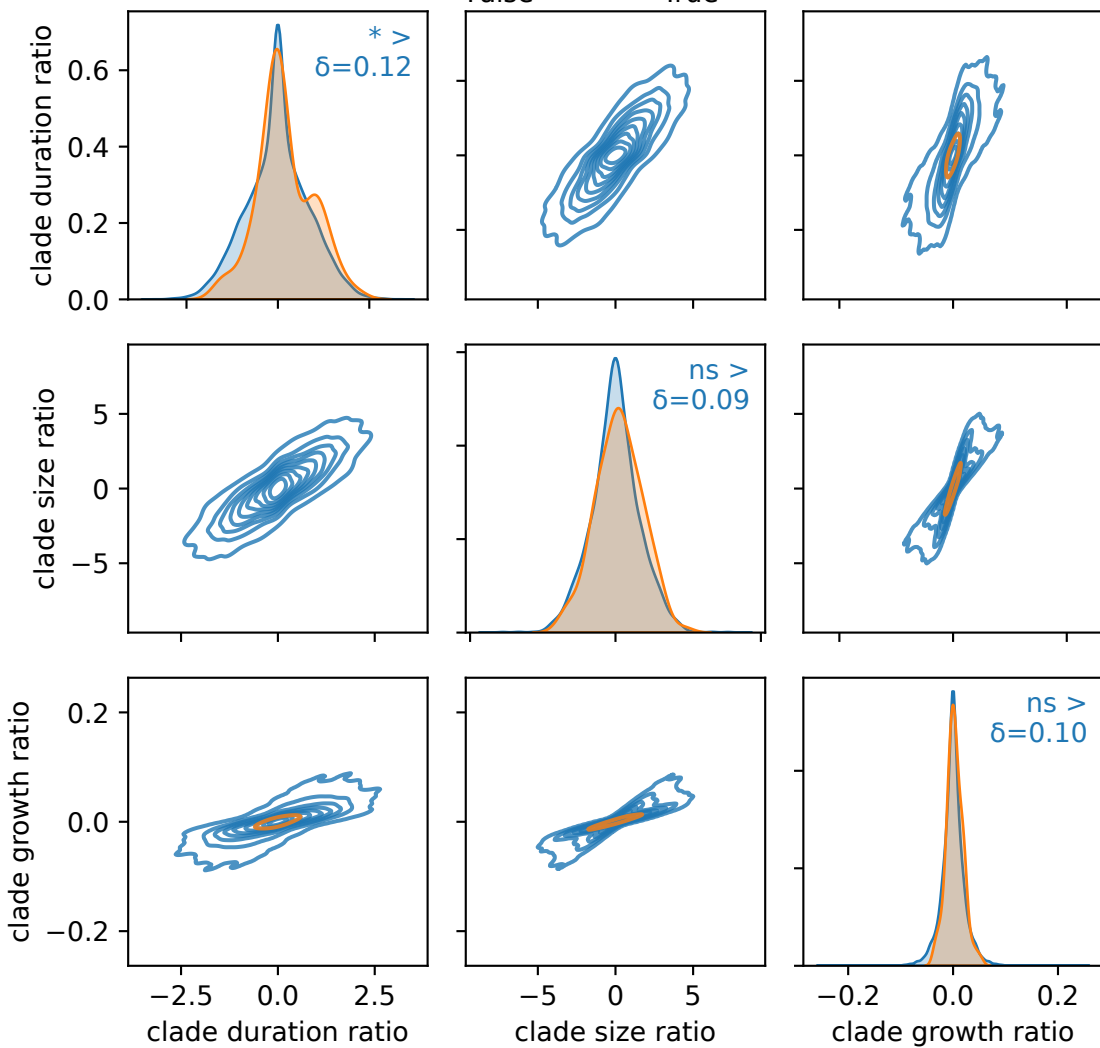 clade duration ratio
0.6
0.4
0.2
0.0
* >
δ=0.12
clade size ratio
5
0
−5
ns >
δ=0.09
clade growth ratio
0.2
0.0
−0.2
ns >
δ=0.10
−2.5 0.0 2.5
−5 0 5
−0.2 0.0 0.2
clade duration ratio
clade size ratio
clade growth ratio